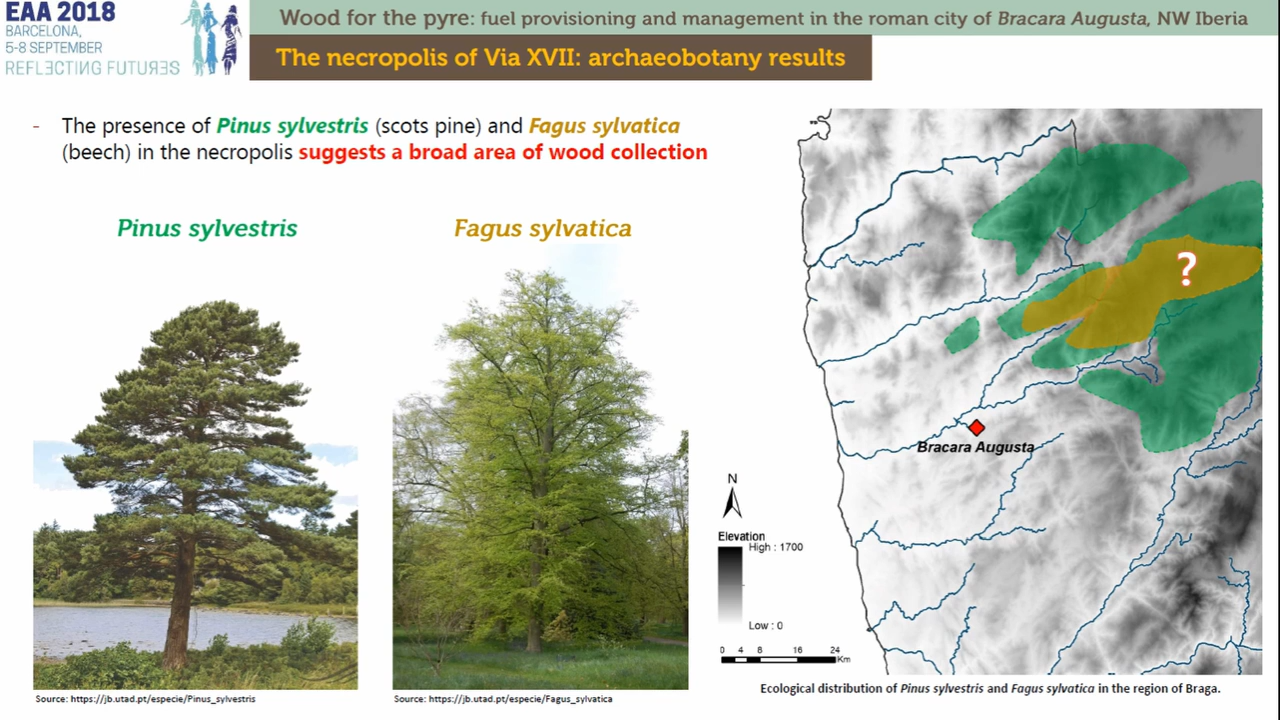 EAA 2018
BARCELONA,
5-8 SEPTEMBER
REFLECTING FUTURES
Wood for the pyre: fuel provisioning and management in the roman city of Bracara Augusta, NW Iberia
The necropolis of Via XVII: archaeobotany results
- The presence of Pinus sylvestris (scots pine) and Fagus sylvatica
(beech) in the necropolis suggests a broad area of wood collection
Pinus sylvestris
Fagus sylvatica
Source: https://jb.utad.pt/especie/Pinus_sylvestris
Source: https://jb.utad.pt/especie/Fagus_sylvatica
?
Bracara Augusta
N
Elevation
High : 1700
Low : 0
0 4 8 16 24
Km
Ecological distribution of Pinus sylvestris and Fagus sylvatica in the region of Braga.